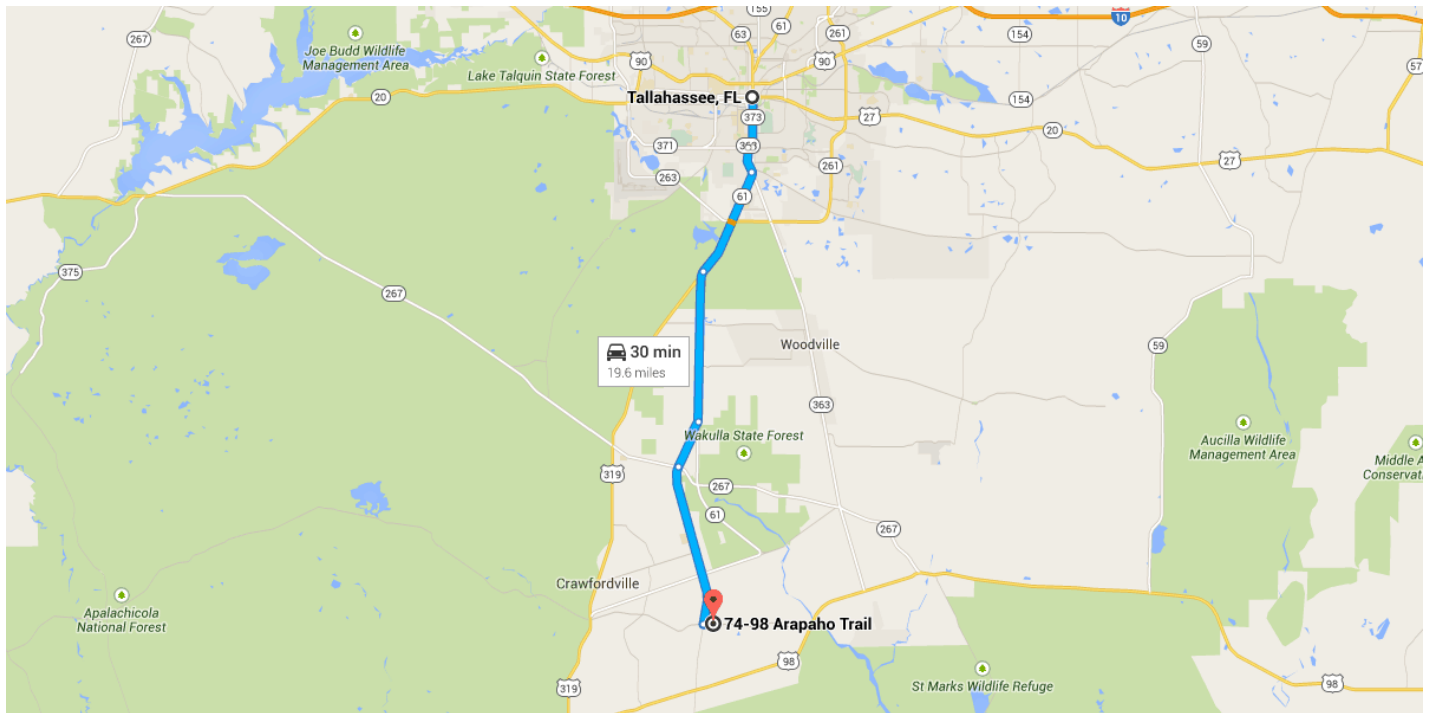 155
267
63
61
261
10
154
59
Joe Budd Wildlife
Management Area
90
90
57
Lake Talquin State Forest
20
Tallahassee, FL
154
373
27
20
371
363
27
261
263
61
375
267
30 min
19.6 miles
Woodville
59
363
Wakulla State Forest
Aucilla Wildlife
Management Area
Middle A
Conservat
319
267
61
267
Crawfordville
Apalachicola
National Forest
74-98 Arapaho Trail
98
319
St Marks Wildlife Refuge
98